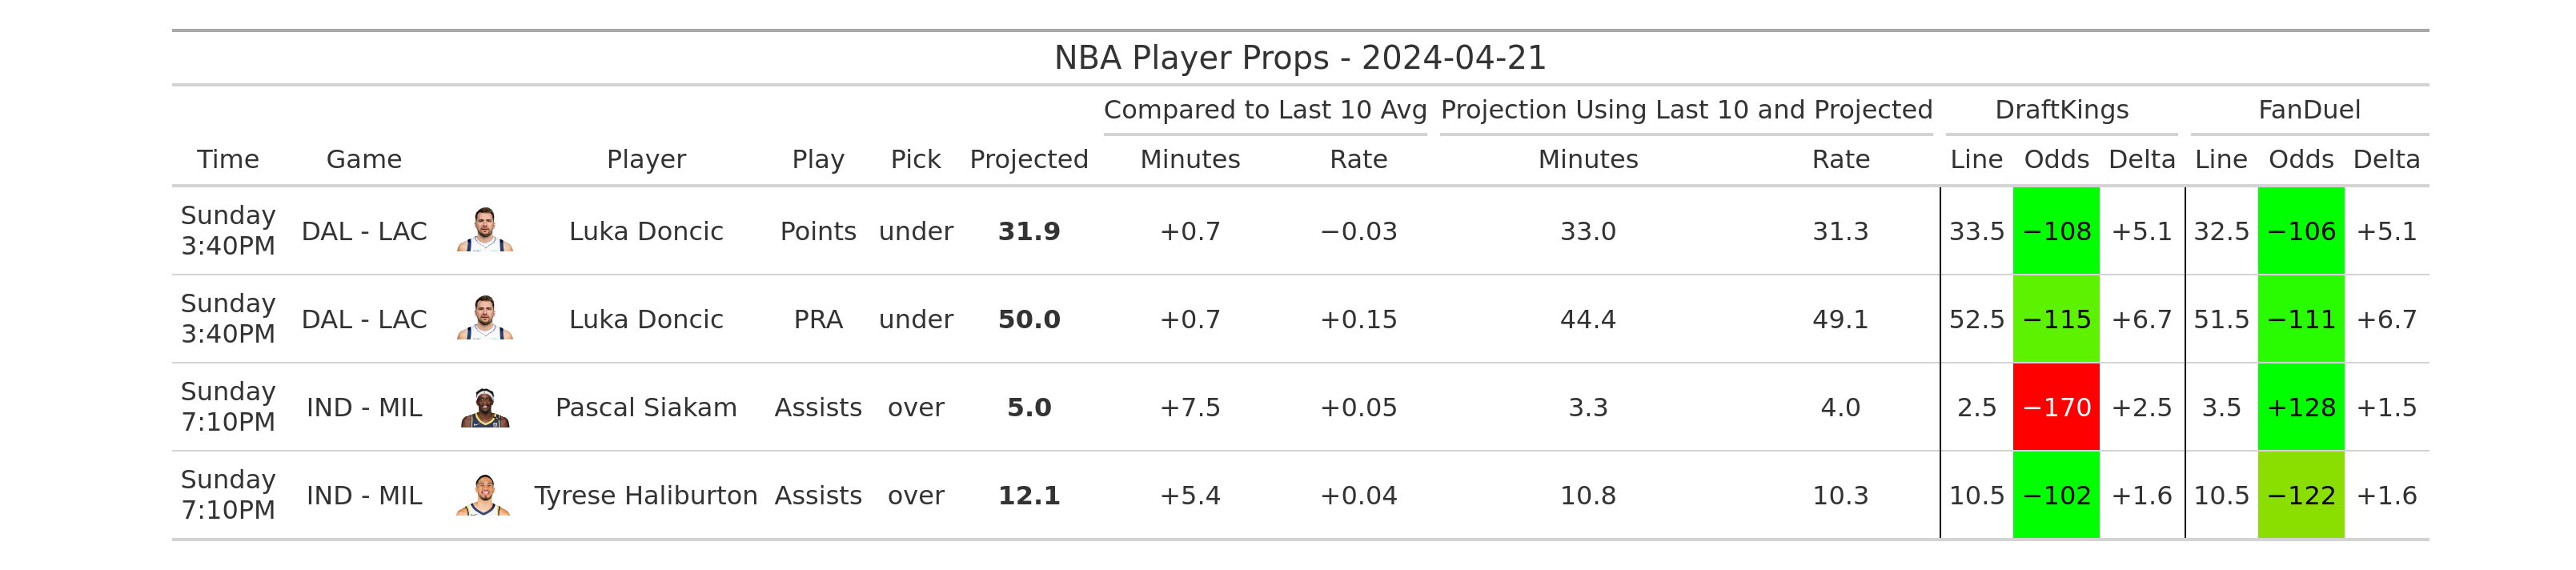 NBA Player Props - 2024-04-21
Compared to Last 10 Avg Projection Using Last 10 and Projected DraftKings FanDuel
Time Game Player Play Pick Projected Minutes Rate Minutes Rate Line Odds Delta Line Odds Delta
Sunday
3:40PM DAL - LAC Luka Doncic Points under 31.9 +0.7 −0.03 33.0 31.3 33.5 −108 +5.1 32.5 −106 +5.1
Sunday
3:40PM DAL - LAC Luka Doncic PRA under 50.0 +0.7 +0.15 44.4 49.1 52.5 −115 +6.7 51.5 −111 +6.7
Sunday
7:10PM IND - MIL Pascal Siakam Assists over 5.0 +7.5 +0.05 3.3 4.0 2.5 −170 +2.5 3.5 +128 +1.5
Sunday
7:10PM IND - MIL Tyrese Haliburton Assists over 12.1 +5.4 +0.04 10.8 10.3 10.5 −102 +1.6 10.5 −122 +1.6